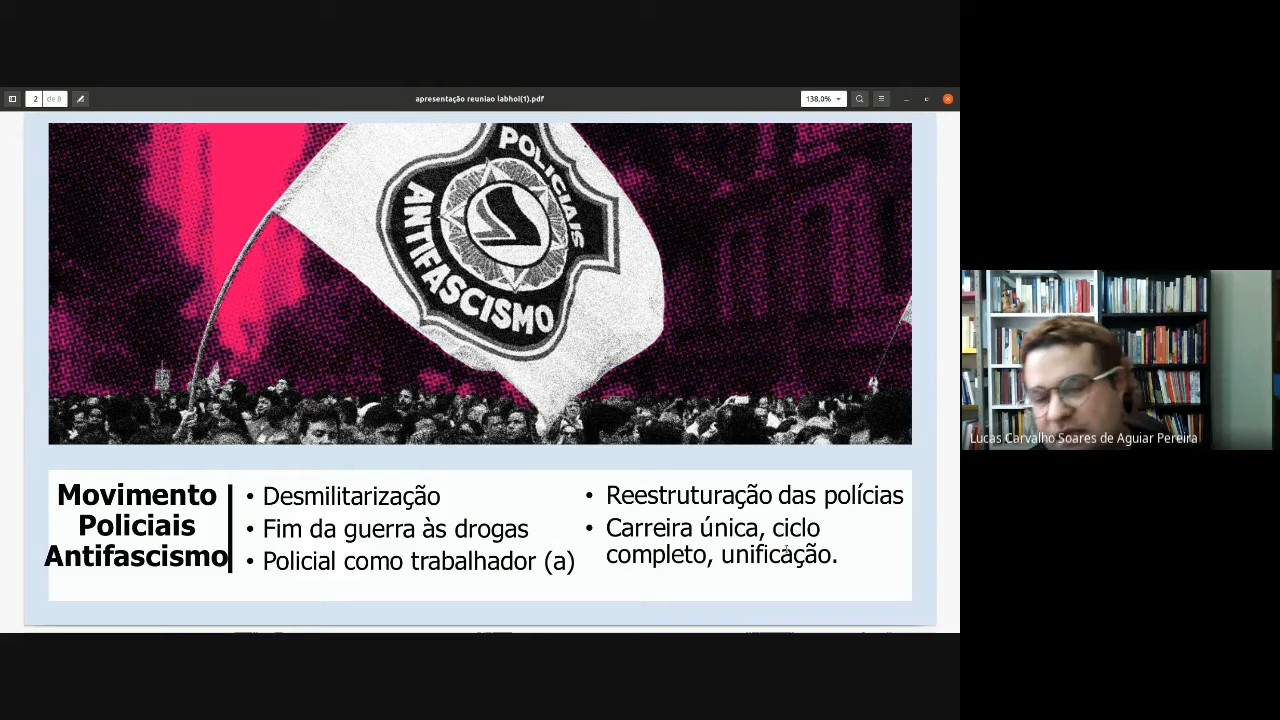 2 de 8
apresentação reuniao labhoi(1).pdf
138,0%
POLICIAIS
ANTIFASCISMO
Movimento
Policiais
Antifascismo
• Desmilitarização
• Fim da guerra às drogas
• Policial como trabalhador (a)
• Reestruturação das polícias
• Carreira única, ciclo
completo, unificação.
Lucas Carvalho Soares de Aguiar Pereira